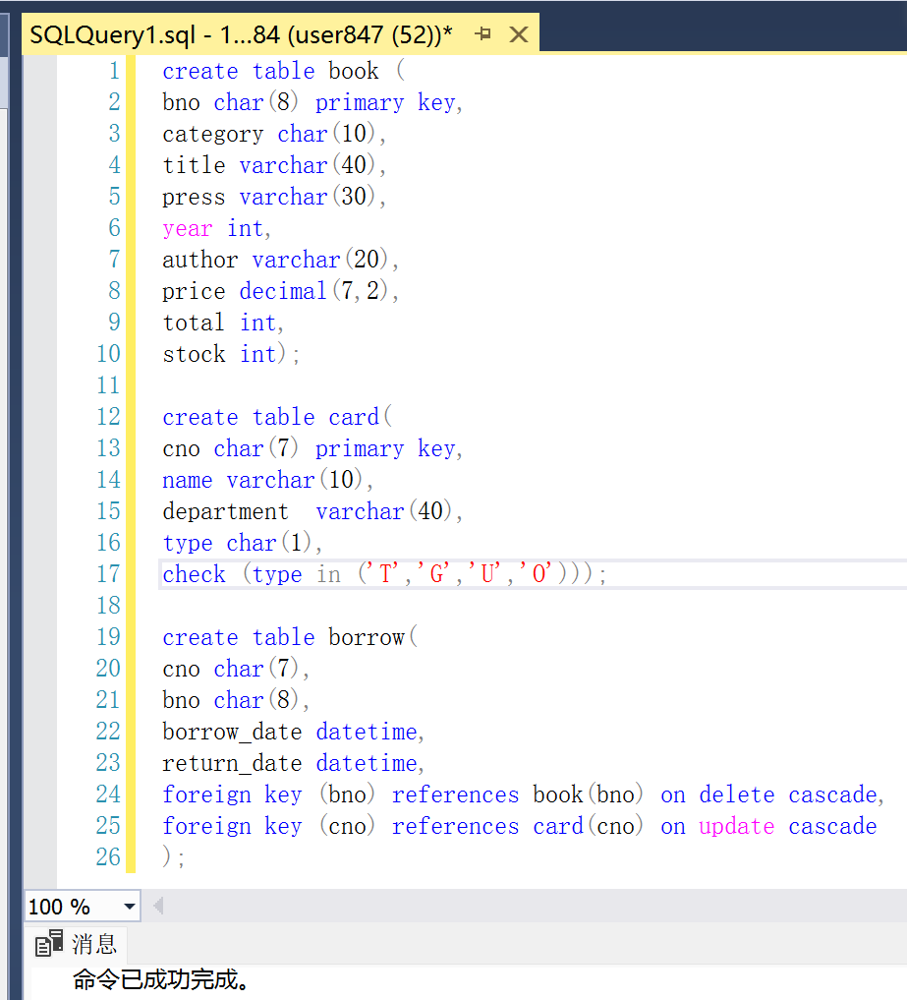 SQLQuery1.sql - 1...84 (user847 (52))*
1 create table book (
2 bno char(8) primary key,
3 category char(10),
4 title varchar(40),
5 press varchar(30),
6 year int,
7 author varchar(20),
8 price decimal(7,2),
9 total int,
10 stock int);
11
12 create table card(
13 cno char(7) primary key,
14 name varchar(10),
15 department  varchar(40),
16 type char(1),
17 check (type in ('T','G','U','O')));
18
19 create table borrow(
20 cno char(7),
21 bno char(8),
22 borrow_date datetime,
23 return_date datetime,
24 foreign key (bno) references book(bno) on delete cascade,
25 foreign key (cno) references card(cno) on update cascade
26 );
100 %
消息
命令已成功完成。